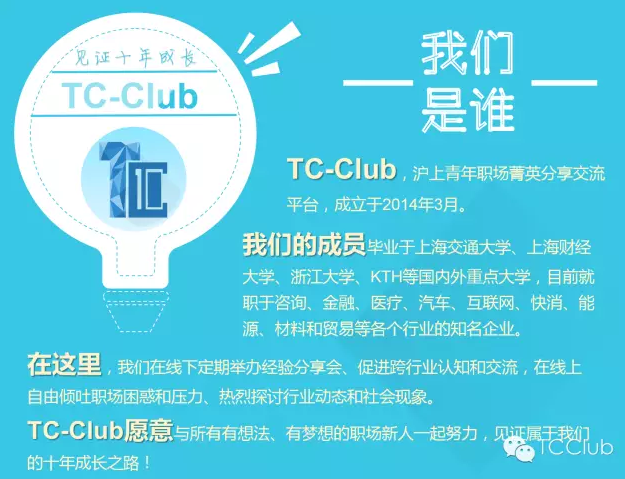 见证十年成长
TC-Club
TC
我们
是谁
TC-Club，沪上青年职场菁英分享交流
平台，成立于2014年3月。
我们的成员毕业于上海交通大学、上海财经
大学、浙江大学、KTH等国内外重点大学，目前就
职于咨询、金融、医疗、汽车、互联网、快消、能
源、材料和贸易等各个行业的知名企业。
在这里，我们在线下定期举办经验分享会、促进跨行业认知和交流，在线上
自由倾吐职场困惑和压力、热烈探讨行业动态和社会现象。
TC-Club愿意与所有有想法、有梦想的职场新人一起努力，见证属于我们
的十年成长之路！
TCClub